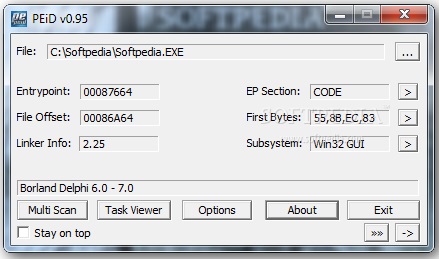 PEiD v0.95
File: C:\Softpedia\Softpedia.EXE ...
Entrypoint: 00087664 EP Section: CODE >
File Offset: 00086A64 First Bytes: 55,8B,EC,83 >
Linker Info: 2.25 Subsystem: Win32 GUI >
Borland Delphi 6.0 - 7.0
Multi Scan Task Viewer Options About Exit
Stay on top »» ->
SOFTPEDIA